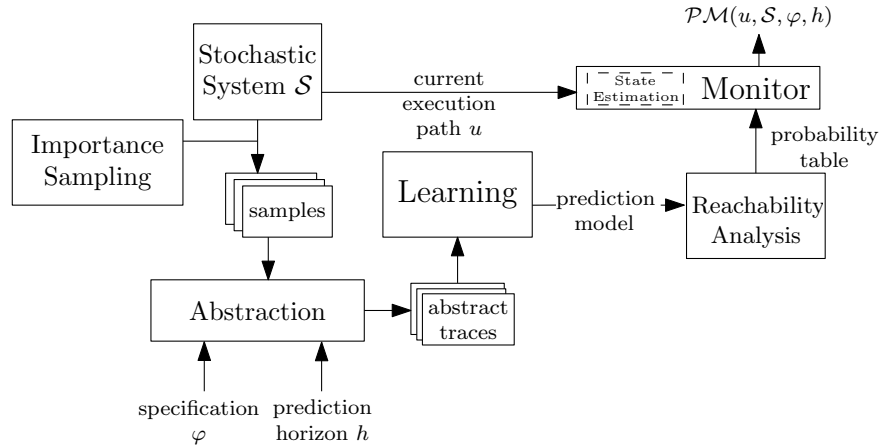 𝒫ℳ(u, 𝒮, φ, h)
Stochastic
System 𝒮
current
execution
path u
State
Estimation
Monitor
Importance
Sampling
samples
Learning
prediction
model
probability
table
Reachability
Analysis
Abstraction
abstract
traces
specification
φ
prediction
horizon h